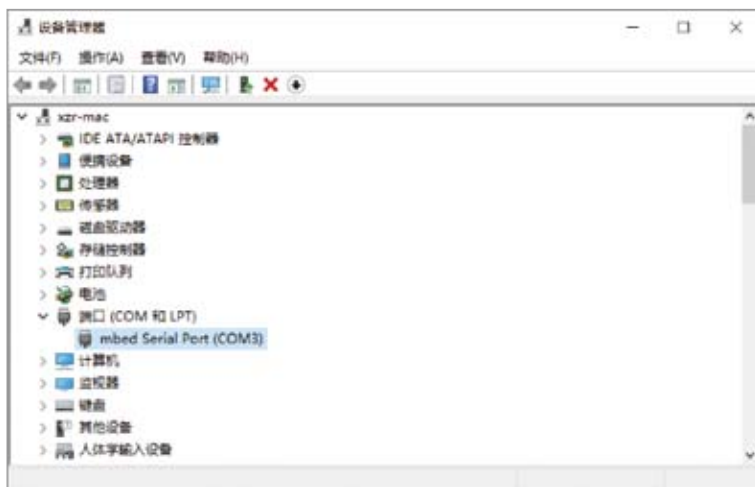 设备管理器
文件(F) 操作(A) 查看(V) 帮助(H)
xzr-mac
IDE ATA/ATAPI 控制器
便携设备
处理器
传感器
磁盘驱动器
存储控制器
打印队列
电池
端口 (COM 和 LPT)
mbed Serial Port (COM3)
计算机
监视器
键盘
其他设备
人体学输入设备